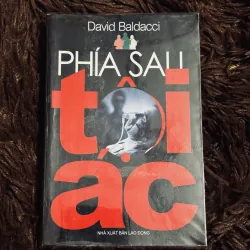 David Baldacci
PHÍA SAU
tội
ác
NHÀ XUẤT BẢN LAO ĐỘNG